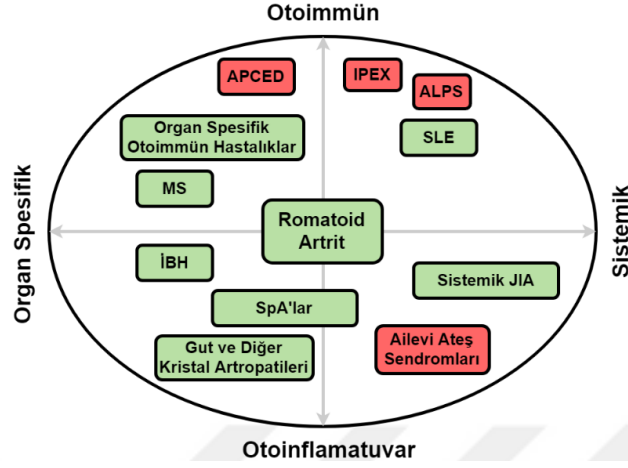 Otoimmün
APCED
IPEX
ALPS
Organ Spesifik
Otoimmün Hastalıklar
SLE
MS
Organ Spesifik
Romatoid
Artrit
Sistemik
İBH
Sistemik JIA
SpA'lar
Gut ve Diğer
Kristal Artropatileri
Ailevi Ateş
Sendromları
Otoinflamatuvar